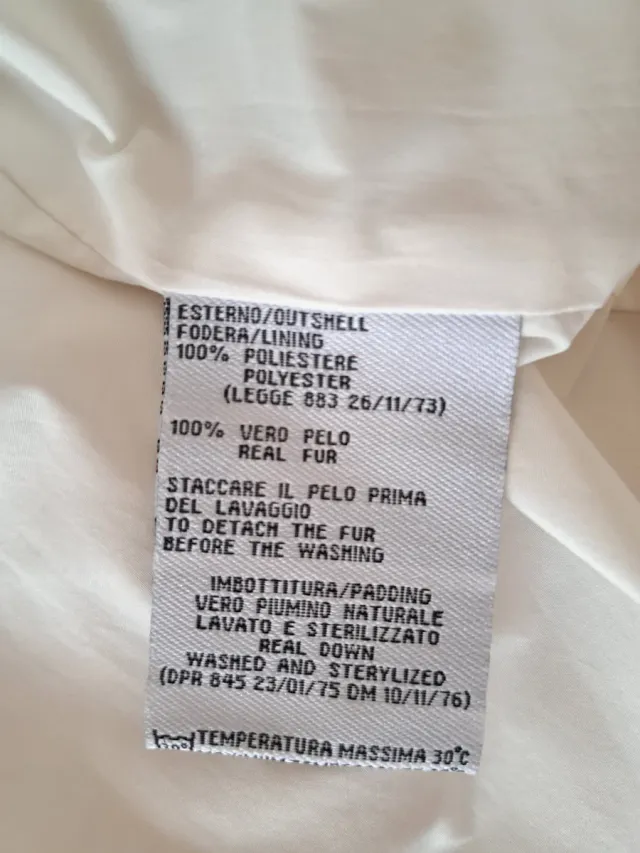 ESTERNO/OUTSHELL
FODERA/LINING
100% POLIESTERE
POLYESTER
(LEGGE 883 26/11/73)
100% VERO PELO
REAL FUR
STACCARE IL PELO PRIMA
DEL LAVAGGIO
TO DETACH THE FUR
BEFORE THE WASHING
IMBOTTITURA/PADDING
VERO PIUMINO NATURALE
LAVATO E STERILIZZATO
REAL DOWN
WASHED AND STERYLIZED
(DPR 845 23/01/75 DM 10/11/76)
TEMPERATURA MASSIMA 30°C